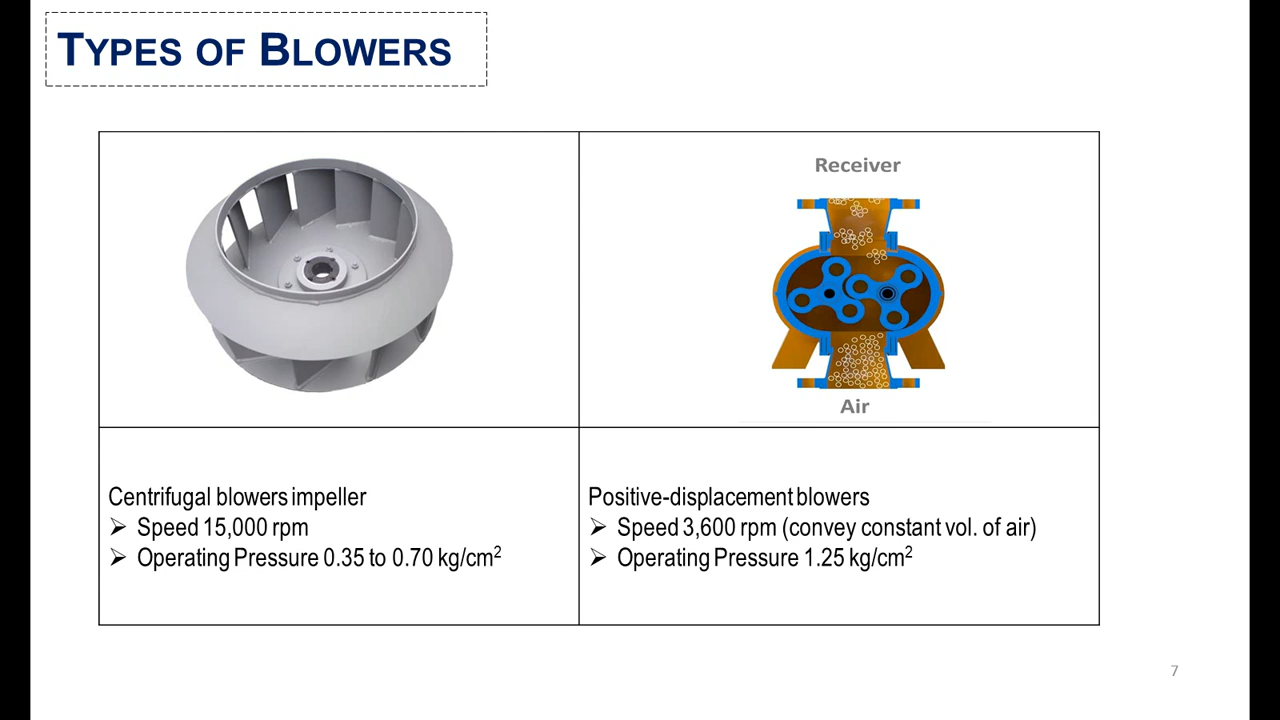 TYPES OF BLOWERS
Receiver
Air
Centrifugal blowers impeller
➢ Speed 15,000 rpm
➢ Operating Pressure 0.35 to 0.70 kg/cm²
Positive-displacement blowers
➢ Speed 3,600 rpm (convey constant vol. of air)
➢ Operating Pressure 1.25 kg/cm²
7